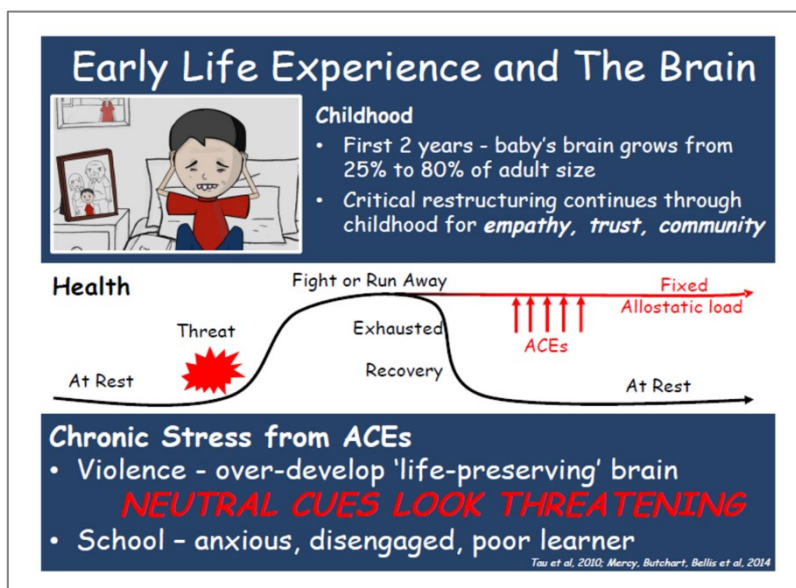 Early Life Experience and The Brain
Childhood
• First 2 years - baby's brain grows from
25% to 80% of adult size
• Critical restructuring continues through
childhood for empathy, trust, community
Health
Fight or Run Away
Fixed
Allostatic load
Threat
Exhausted
ACEs
Recovery
At Rest
At Rest
Chronic Stress from ACEs
• Violence - over-develop 'life-preserving' brain
NEUTRAL CUES LOOK THREATENING
• School – anxious, disengaged, poor learner
Tau et al, 2010; Mercy, Butchart, Bellis et al, 2014